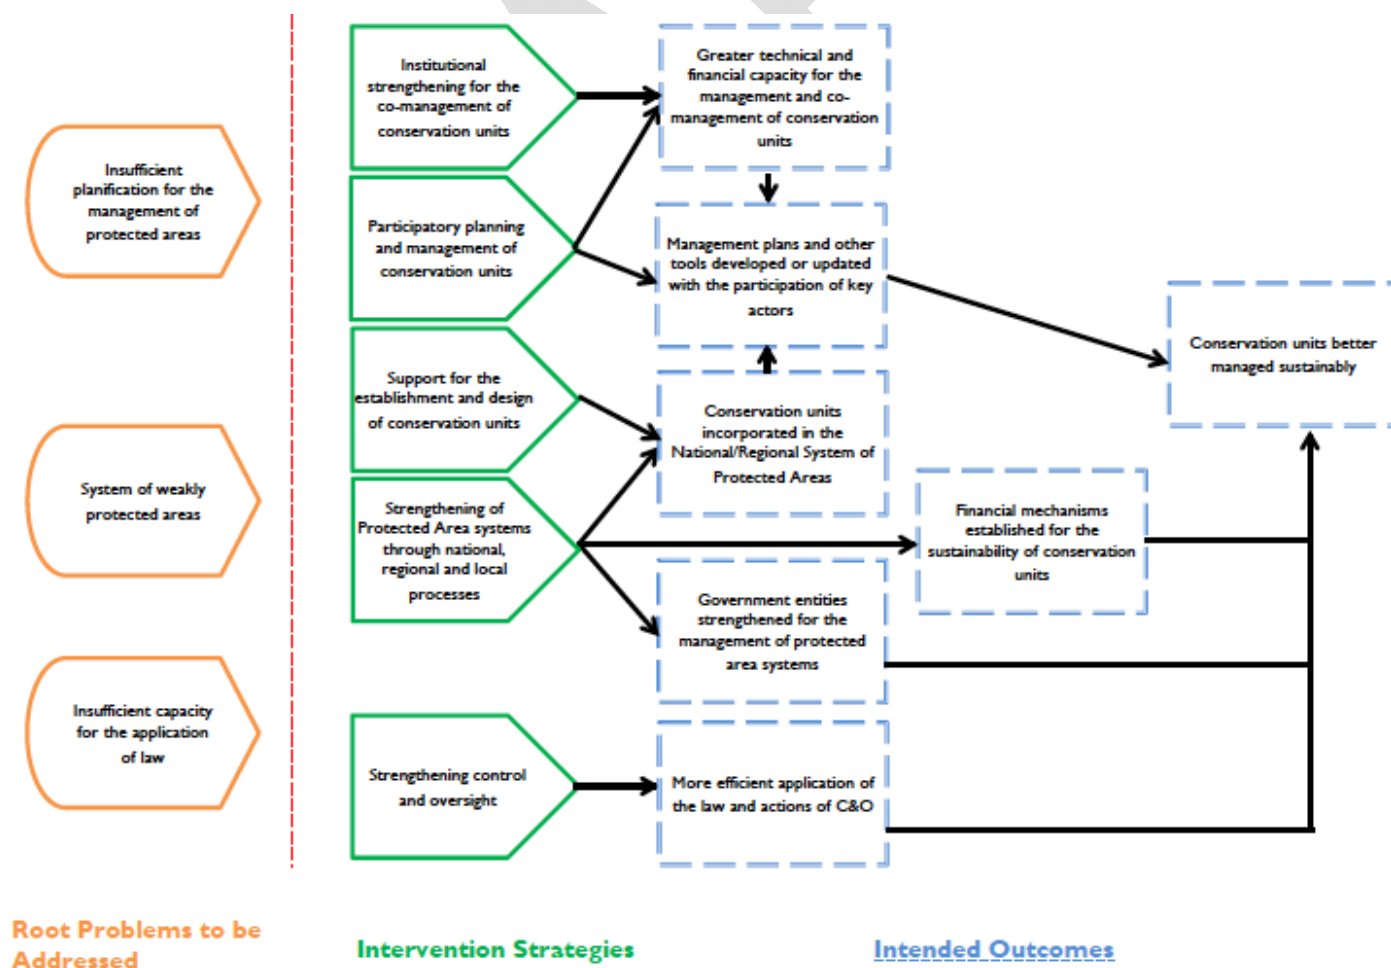 Insufficient
planification for the
management of
protected areas
System of weakly
protected areas
Insufficient capacity
for the application
of law
Institutional
strengthening for the
co-management of
conservation units
Participatory planning
and management of
conservation units
Support for the
establishment and design
of conservation units
Strengthening of
Protected Area systems
through national,
regional and local
processes
Strengthening control
and oversight
Greater technical and
financial capacity for the
management and co-
management of conservation
units
Management plans and other
tools developed or updated
with the participation of key
actors
Conservation units
incorporated in the
National/Regional System of
Protected Areas
Government entities
strengthened for the
management of protected
area systems
More efficient application of
the law and actions of C&O
Financial mechanisms
established for the
sustainability of conservation
units
Conservation units better
managed sustainably
Root Problems to be
Addressed
Intervention Strategies
Intended Outcomes